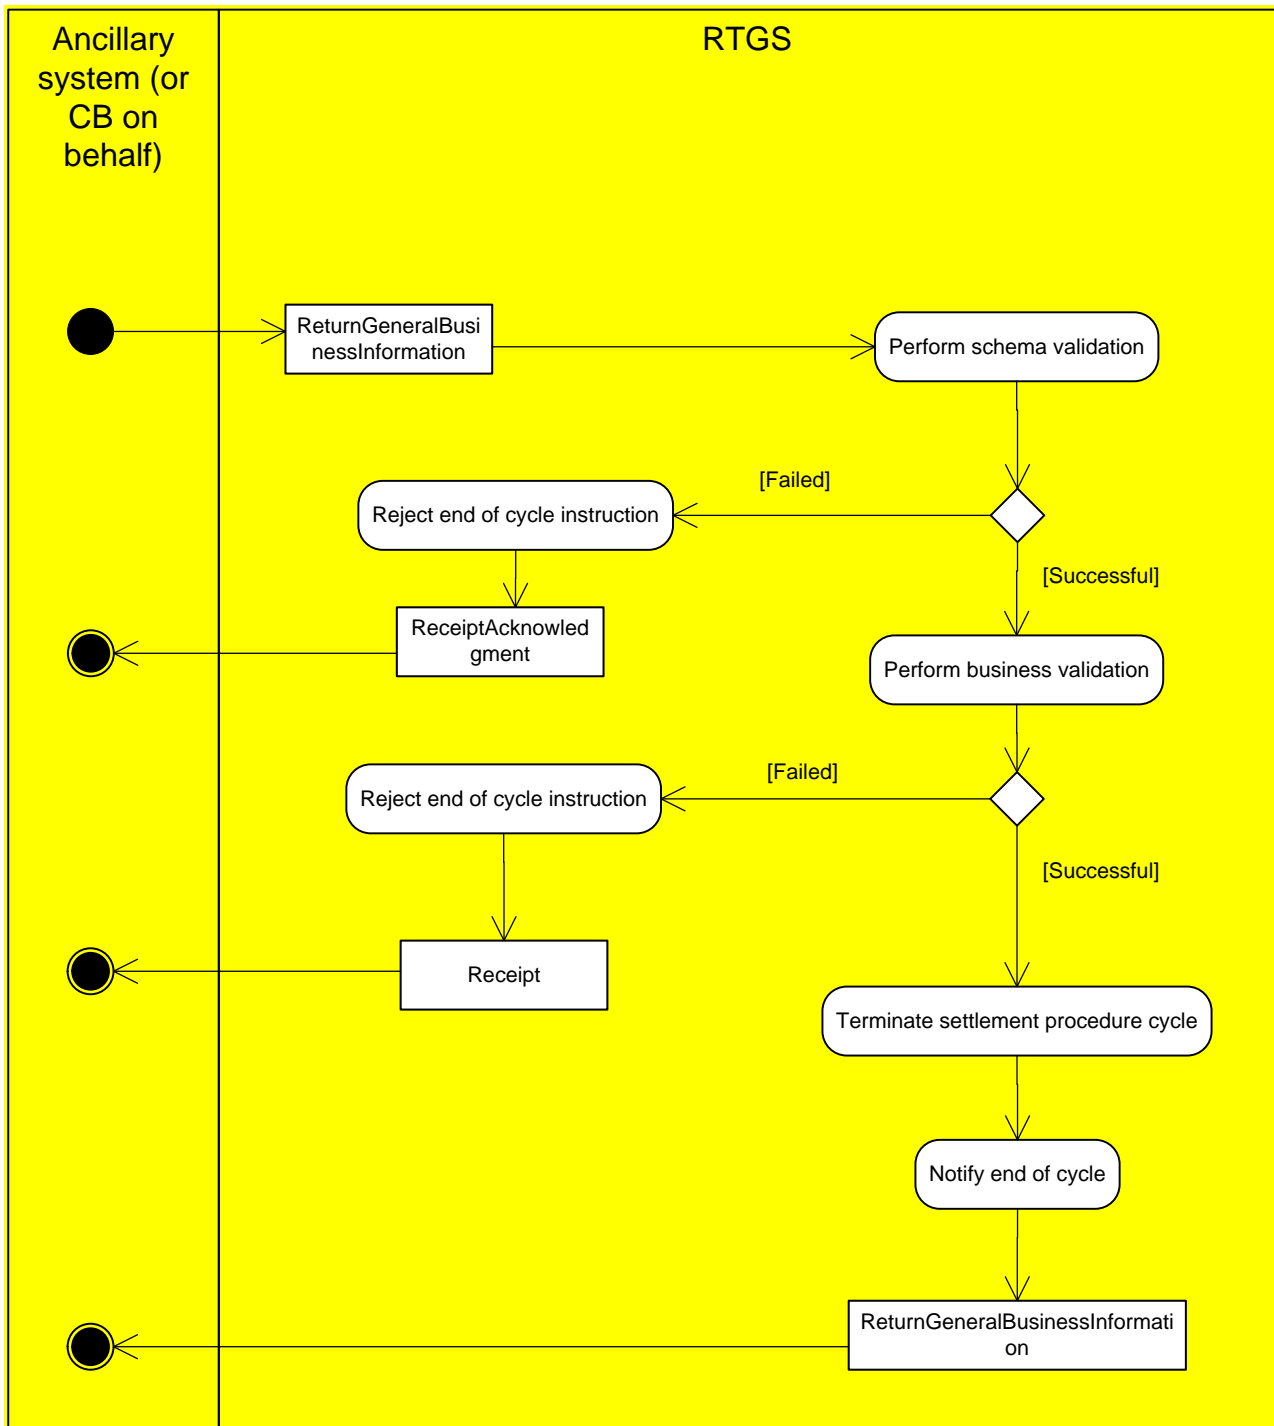 Ancillary
system (or
CB on
behalf)
RTGS
ReturnGeneralBusi
nessInformation
Perform schema validation
[Failed]
Reject end of cycle instruction
[Successful]
ReceiptAcknowled
gment
Perform business validation
[Failed]
Reject end of cycle instruction
[Successful]
Receipt
Terminate settlement procedure cycle
Notify end of cycle
ReturnGeneralBusinessInformati
on